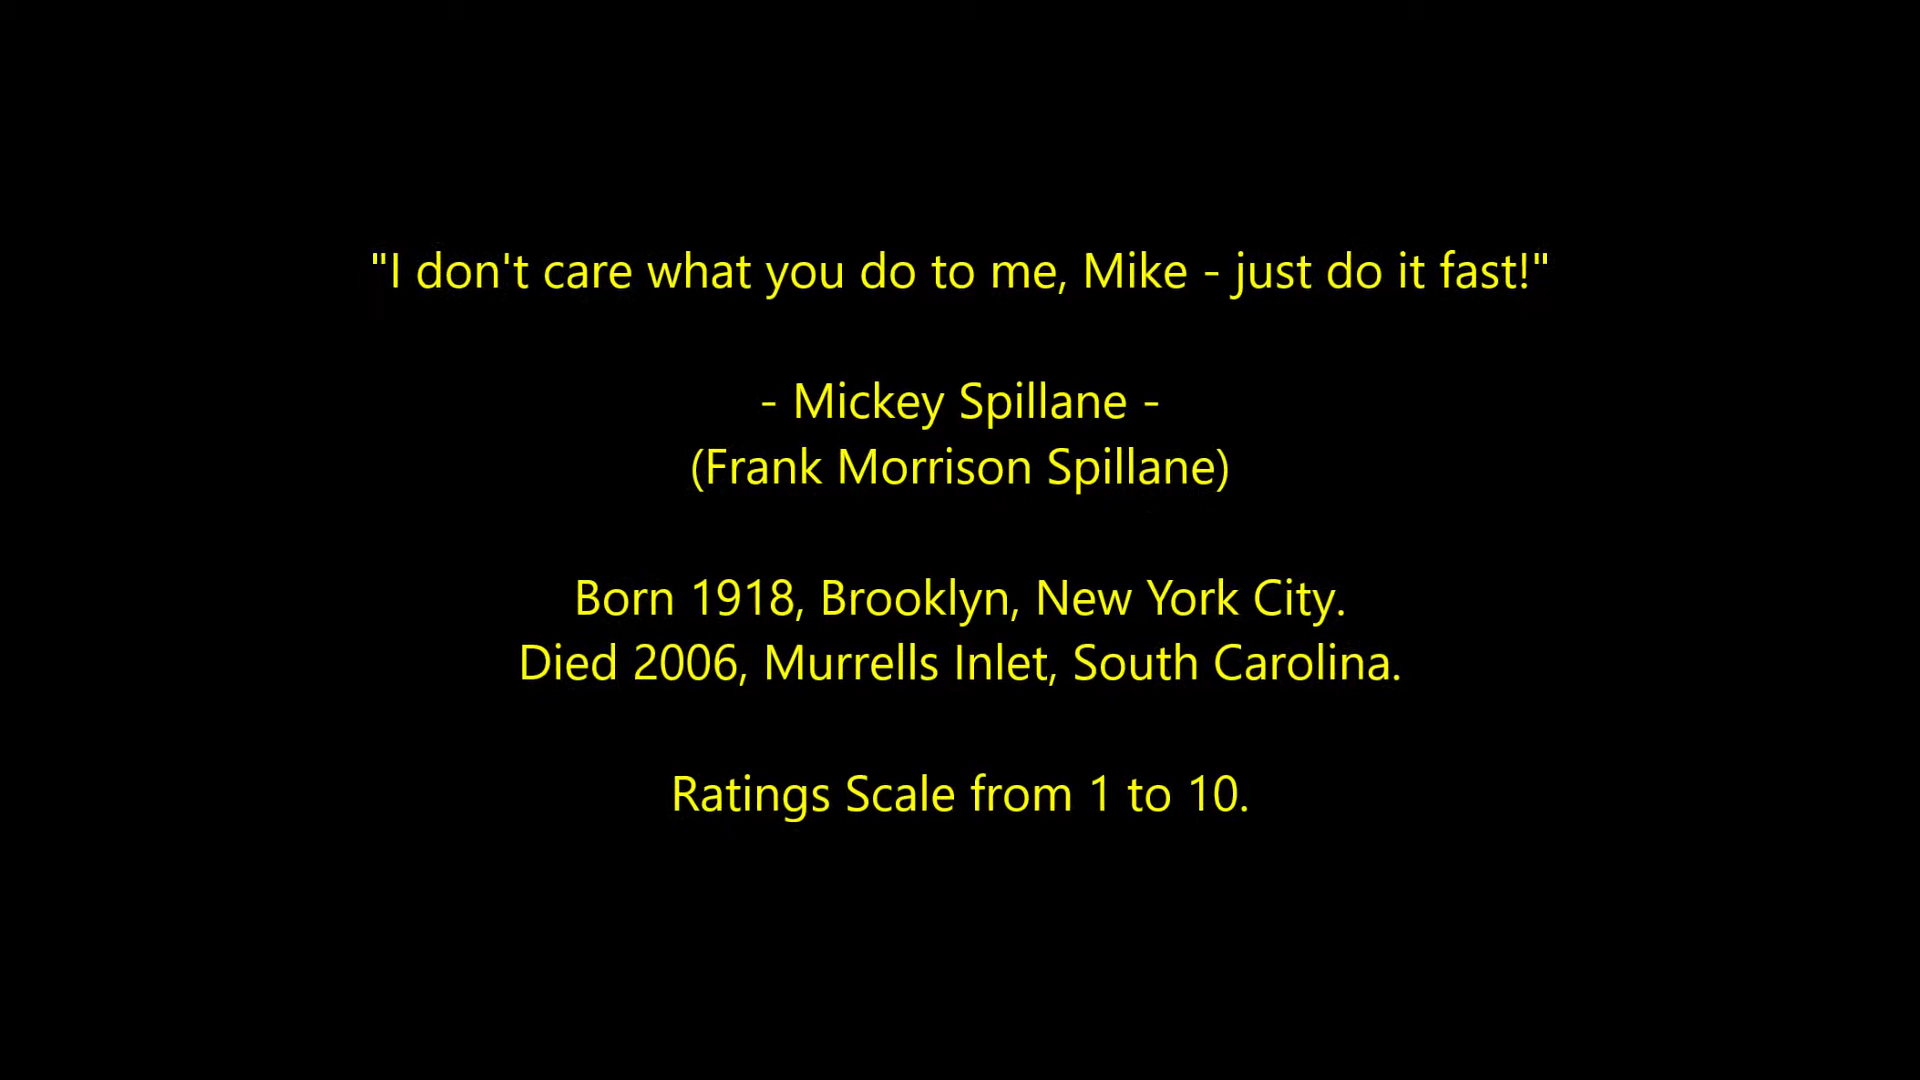 "I don't care what you do to me, Mike - just do it fast!"
- Mickey Spillane -
(Frank Morrison Spillane)
Born 1918, Brooklyn, New York City.
Died 2006, Murrells Inlet, South Carolina.
Ratings Scale from 1 to 10.